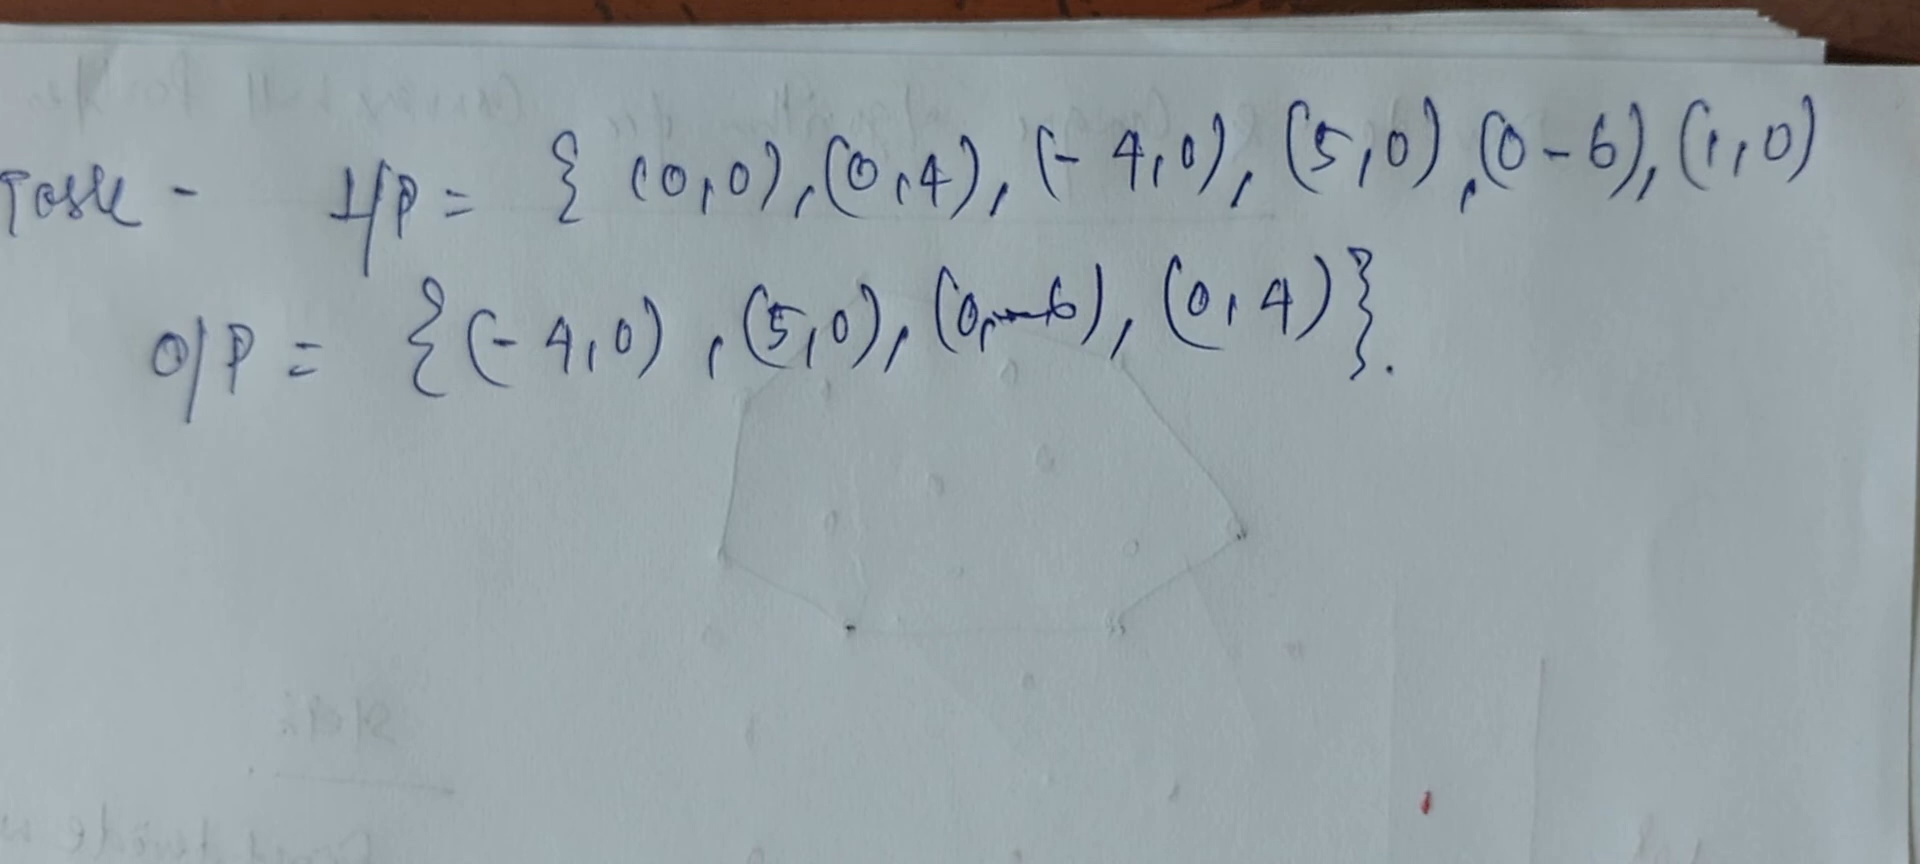 Task - I/P = { (0,0), (0,4), (-4,0), (5,0), (0-6), (1,0)
O/P = { (-4,0), (5,0), (0,-6), (0,4) }.